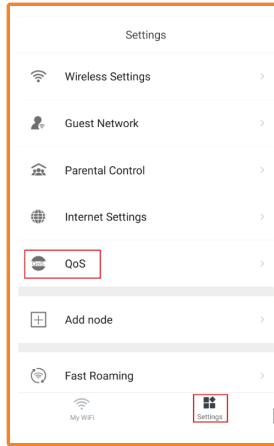 Settings
Wireless Settings
Guest Network
Parental Control
Internet Settings
QoS
Add node
Fast Roaming
My WiFi
Settings